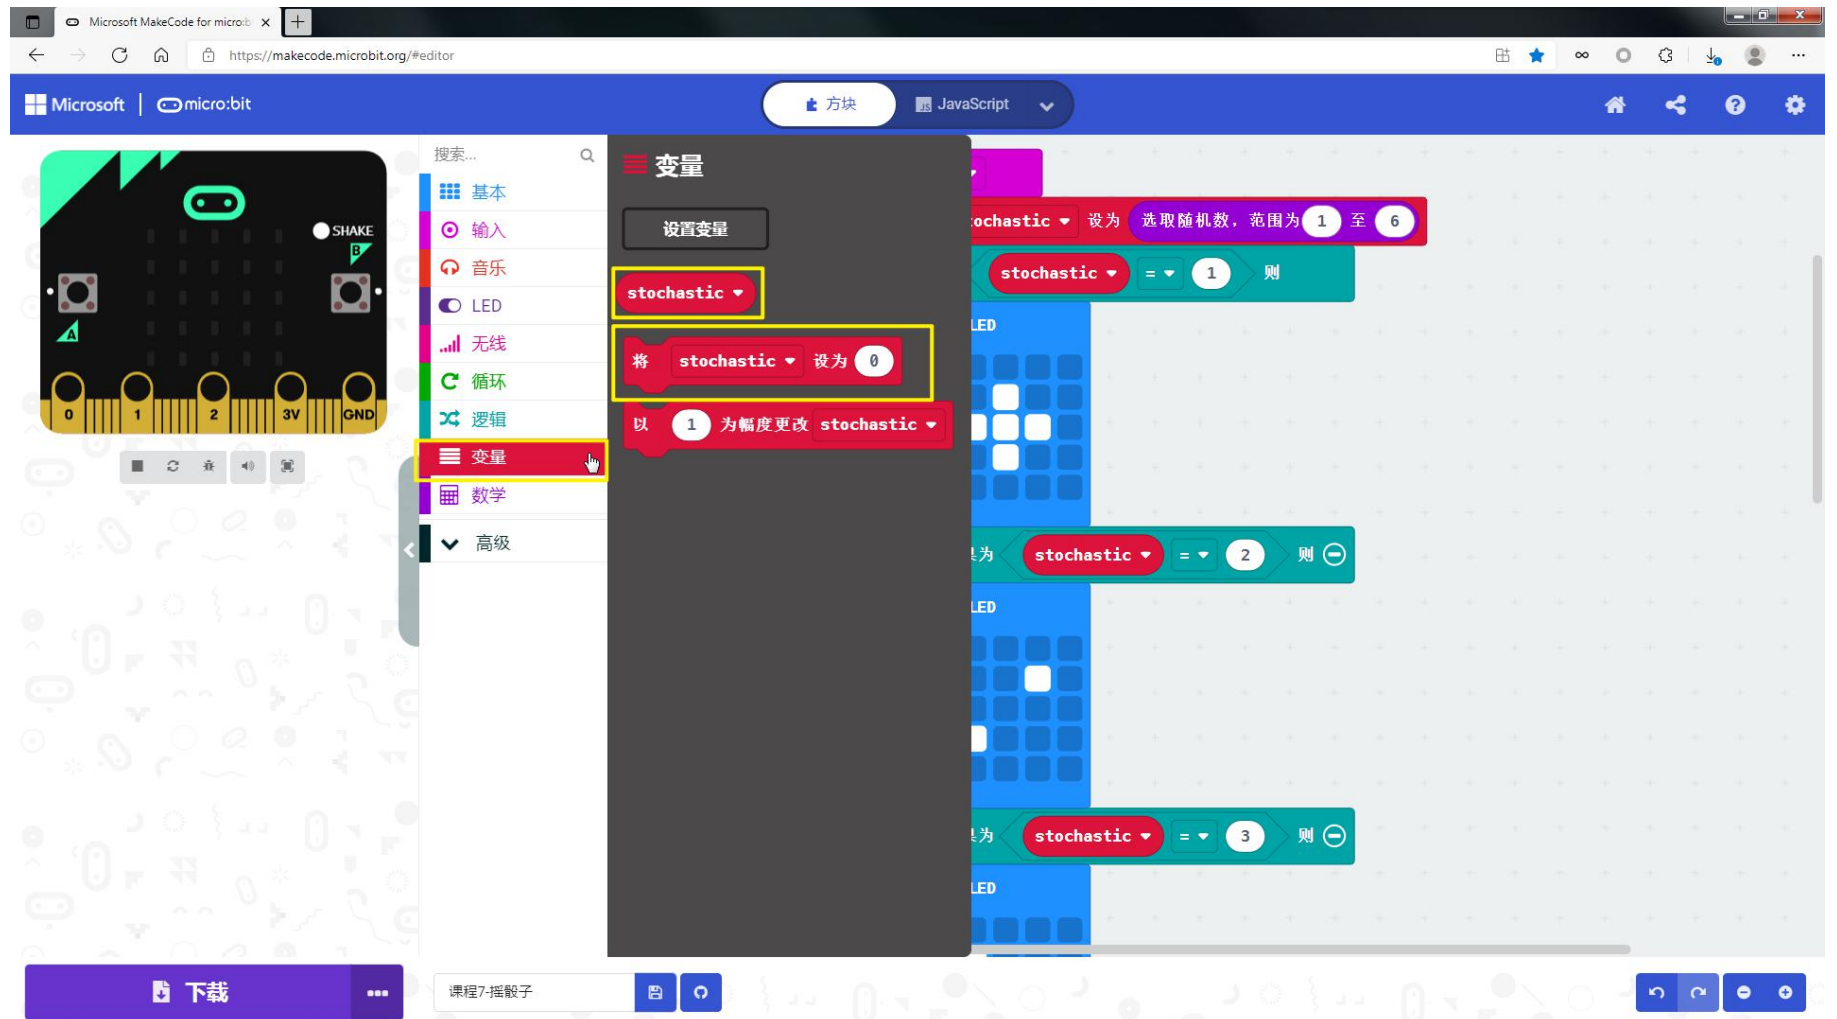 Microsoft MakeCode for micro:b
https://makecode.microbit.org/#editor
Microsoft | micro:bit
方块
JavaScript
SHAKE
B
A
0 1 2 3V GND
搜索...
基本
输入
音乐
LED
无线
循环
逻辑
变量
数学
高级
变量
设置变量
stochastic
将 stochastic 设为 0
以 1 为幅度更改 stochastic
ochastic 设为 选取随机数，范围为 1 至 6
stochastic = 1 则
LED
为 stochastic = 2 则
LED
为 stochastic = 3 则
LED
下载
课程7-摇骰子